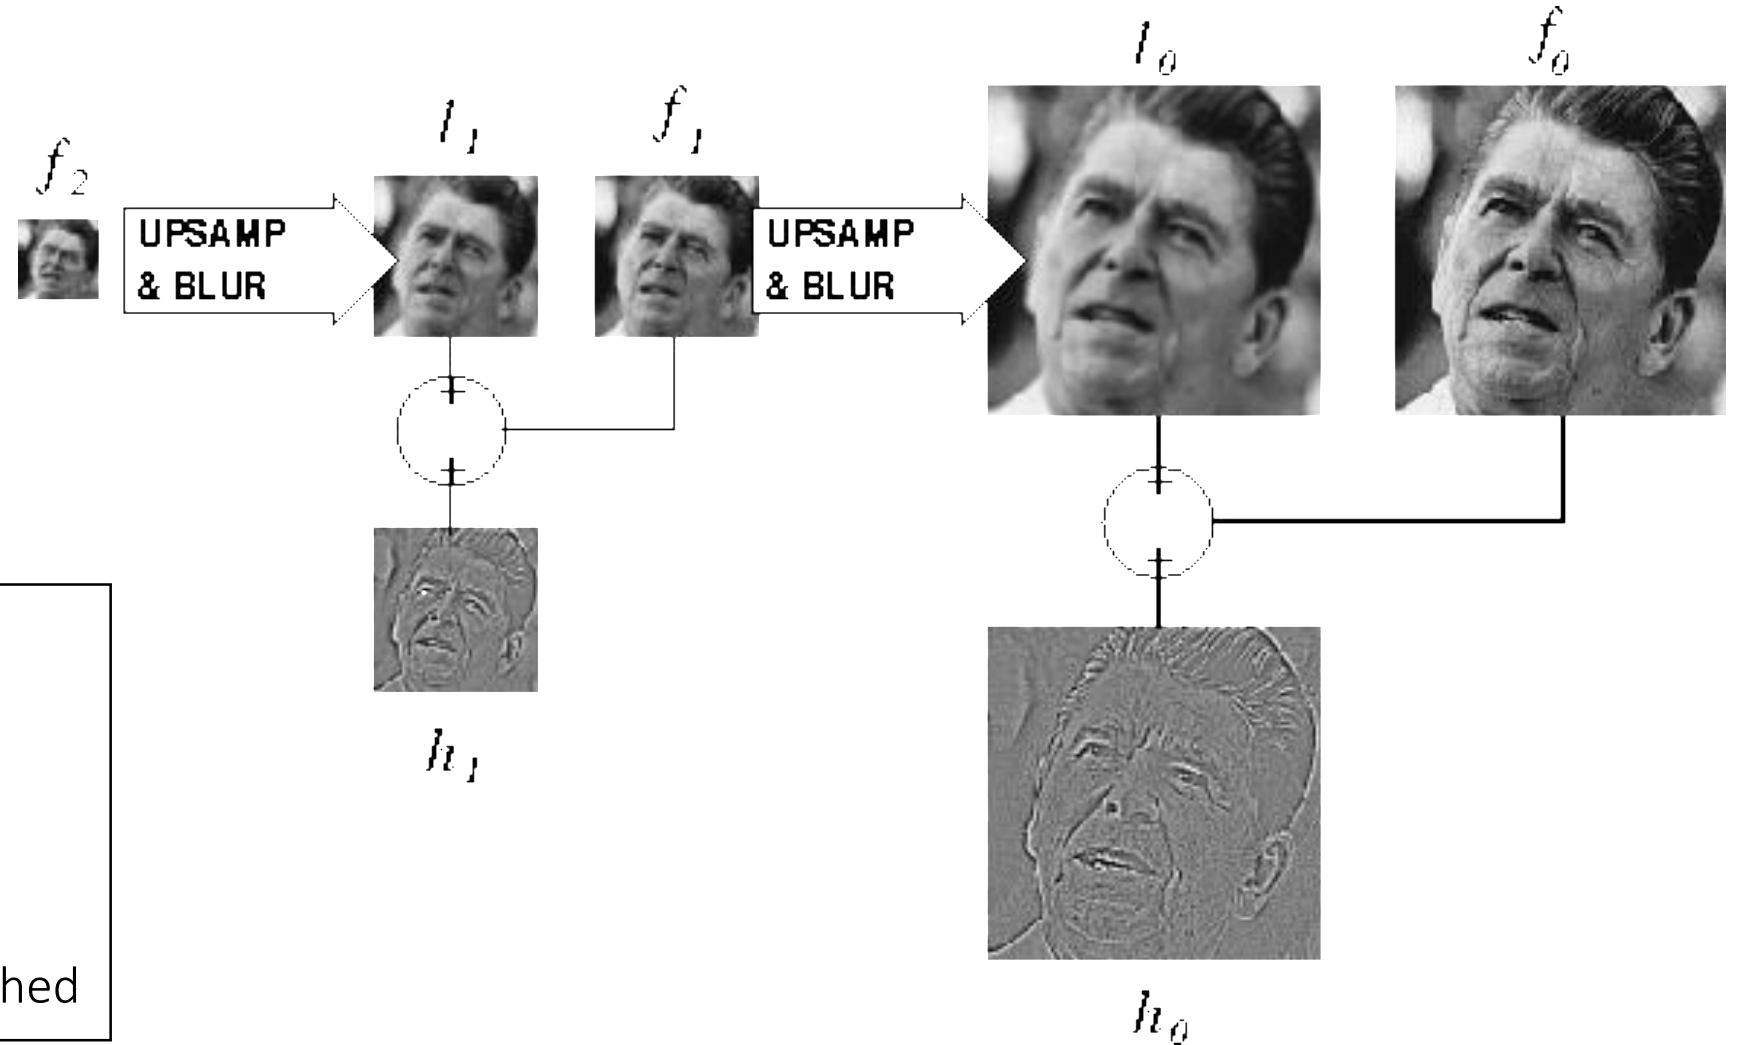 l₀
f₀
l₁
f₁
f₂
UPSAMP
& BLUR
UPSAMP
& BLUR
+
+
+
+
h₁
h₀
hed